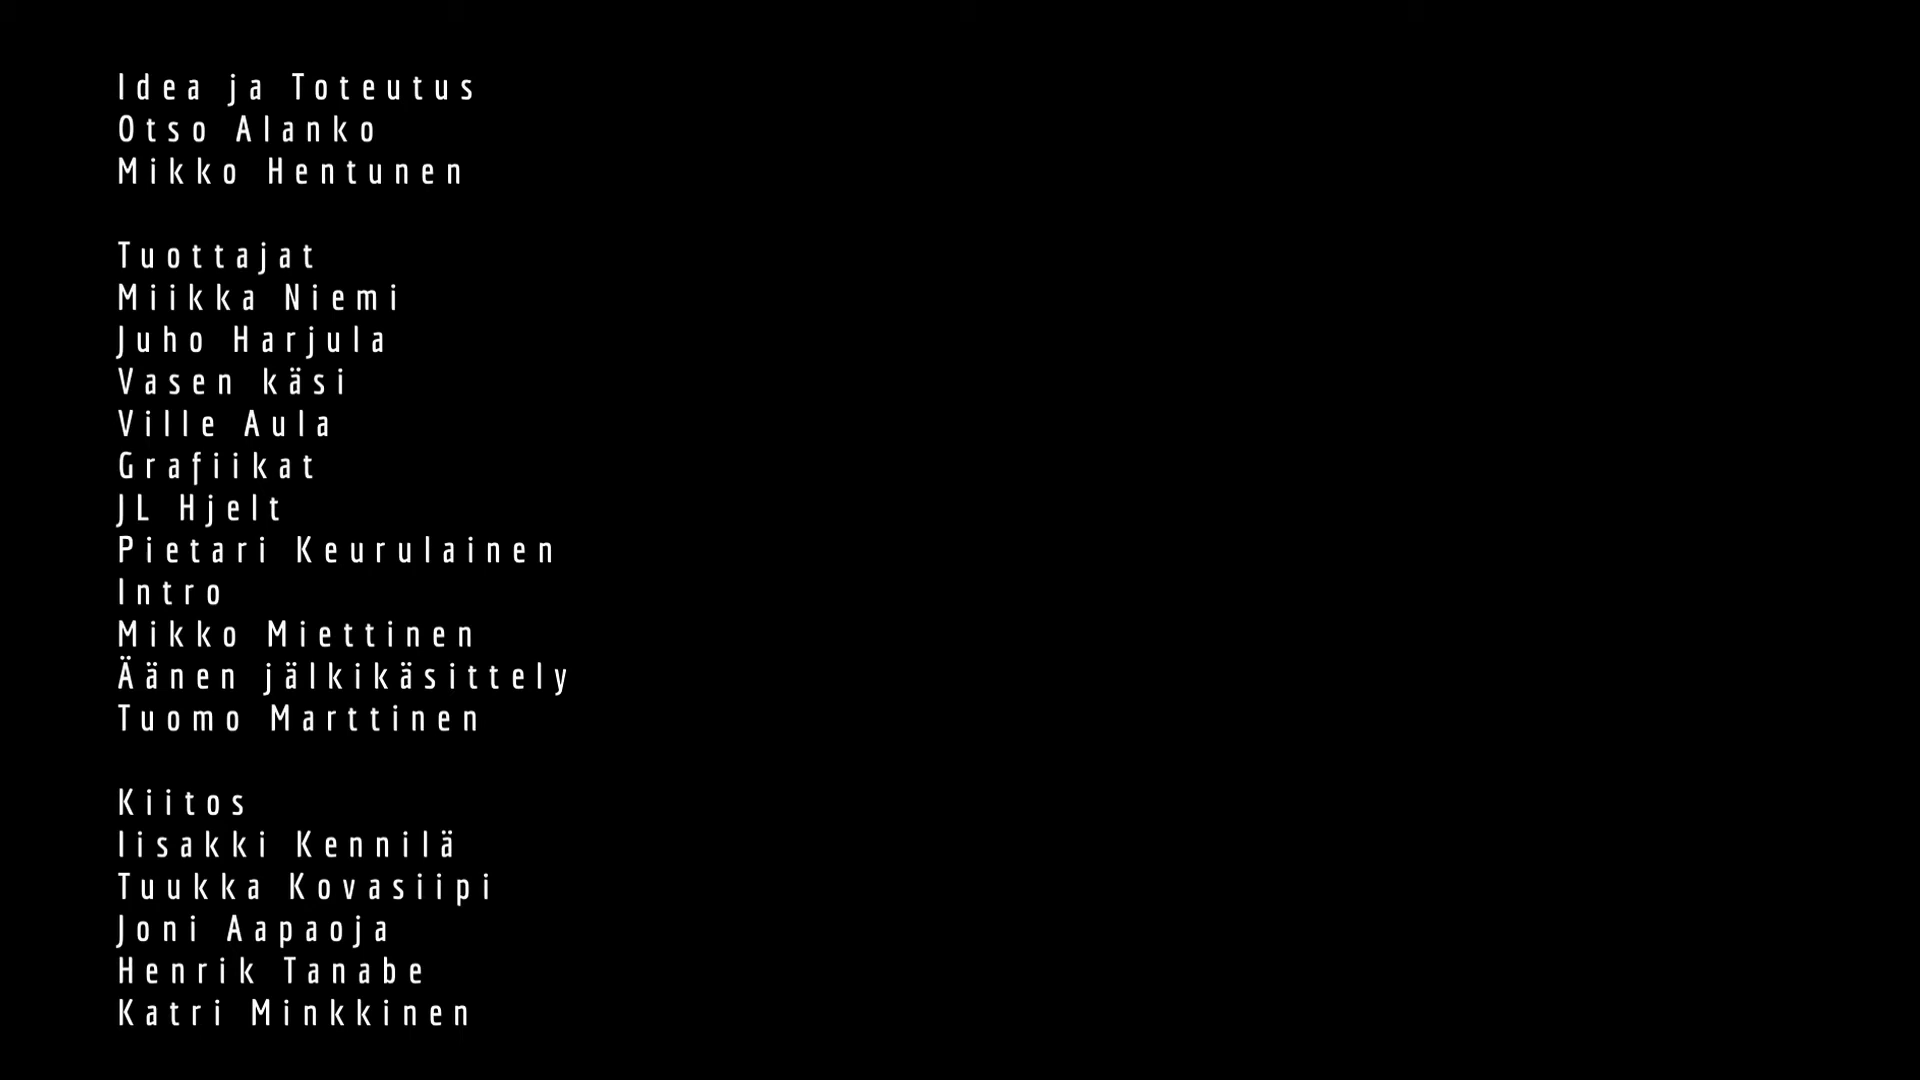 Idea ja Toteutus
Otso Alanko
Mikko Hentunen
Tuottajat
Miikka Niemi
Juho Harjula
Vasen käsi
Ville Aula
Grafiikat
JL Hjelt
Pietari Keurulainen
Intro
Mikko Miettinen
Äänen jälkikäsittely
Tuomo Marttinen
Kiitos
Iisakki Kennilä
Tuukka Kovasiipi
Joni Aapaoja
Henrik Tanabe
Katri Minkkinen